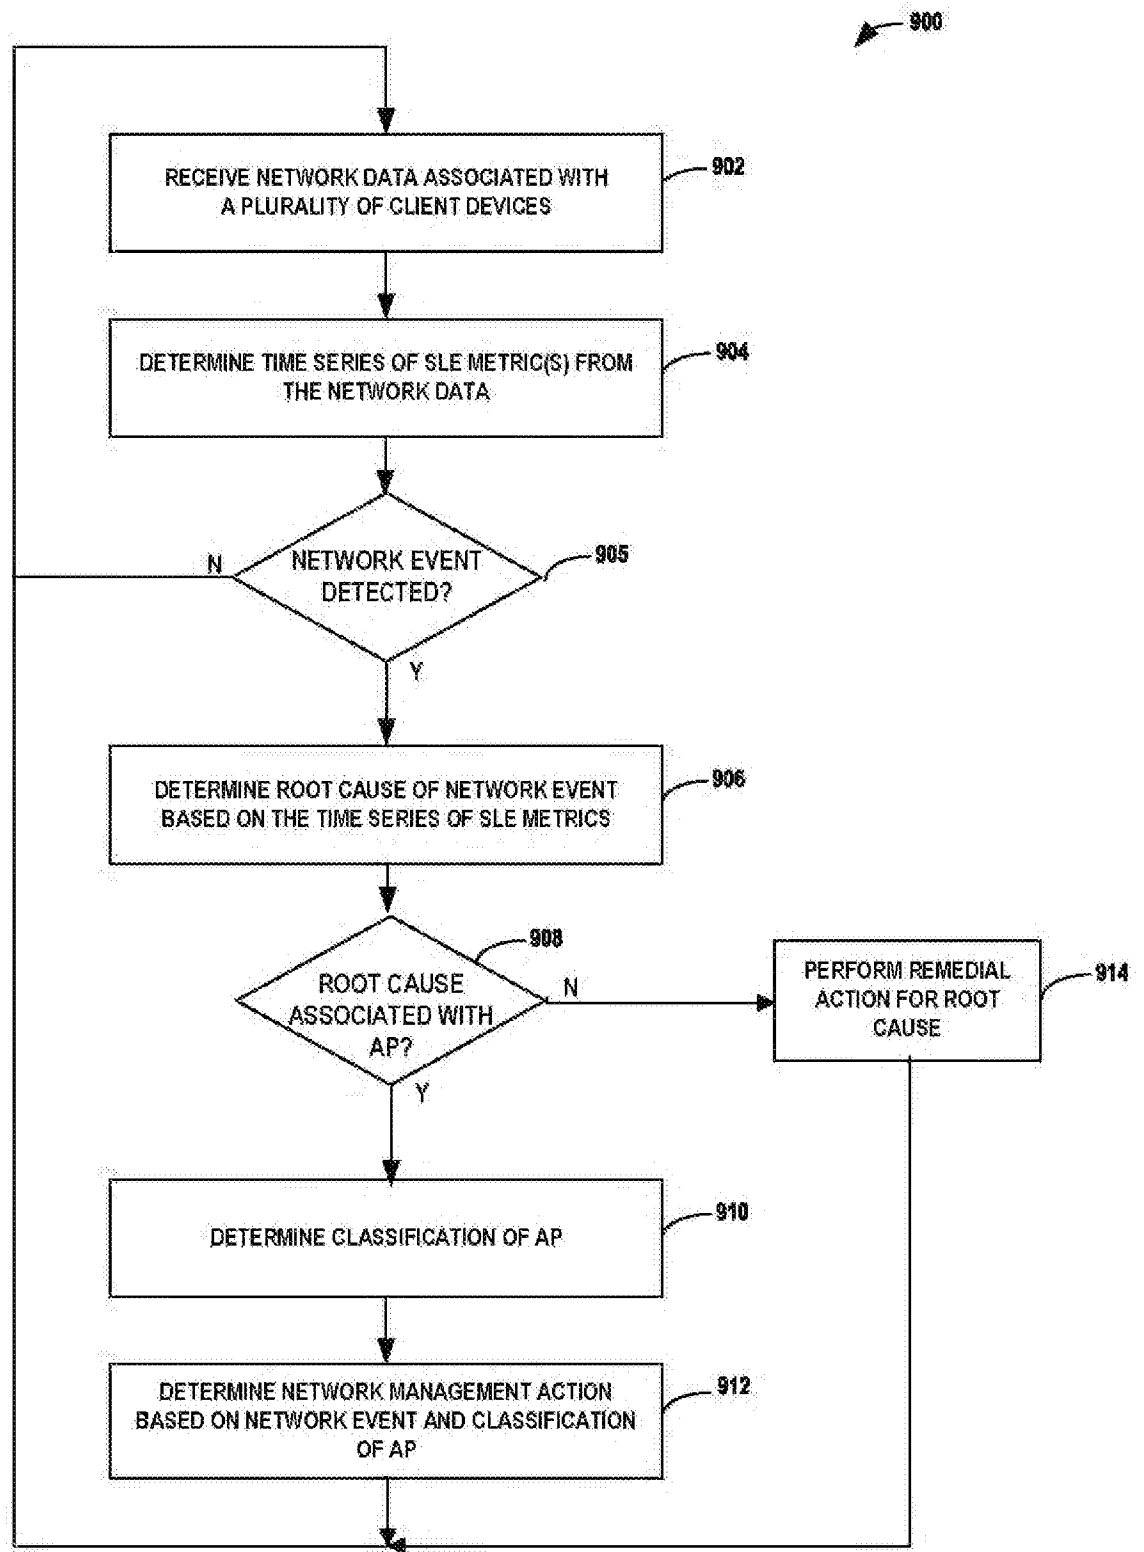 900
RECEIVE NETWORK DATA ASSOCIATED WITH
A PLURALITY OF CLIENT DEVICES
902
DETERMINE TIME SERIES OF SLE METRIC(S) FROM
THE NETWORK DATA
904
NETWORK EVENT
DETECTED?
905
N
Y
DETERMINE ROOT CAUSE OF NETWORK EVENT
BASED ON THE TIME SERIES OF SLE METRICS
906
ROOT CAUSE
ASSOCIATED WITH
AP?
908
N
Y
PERFORM REMEDIAL
ACTION FOR ROOT
CAUSE
914
DETERMINE CLASSIFICATION OF AP
910
DETERMINE NETWORK MANAGEMENT ACTION
BASED ON NETWORK EVENT AND CLASSIFICATION
OF AP
912